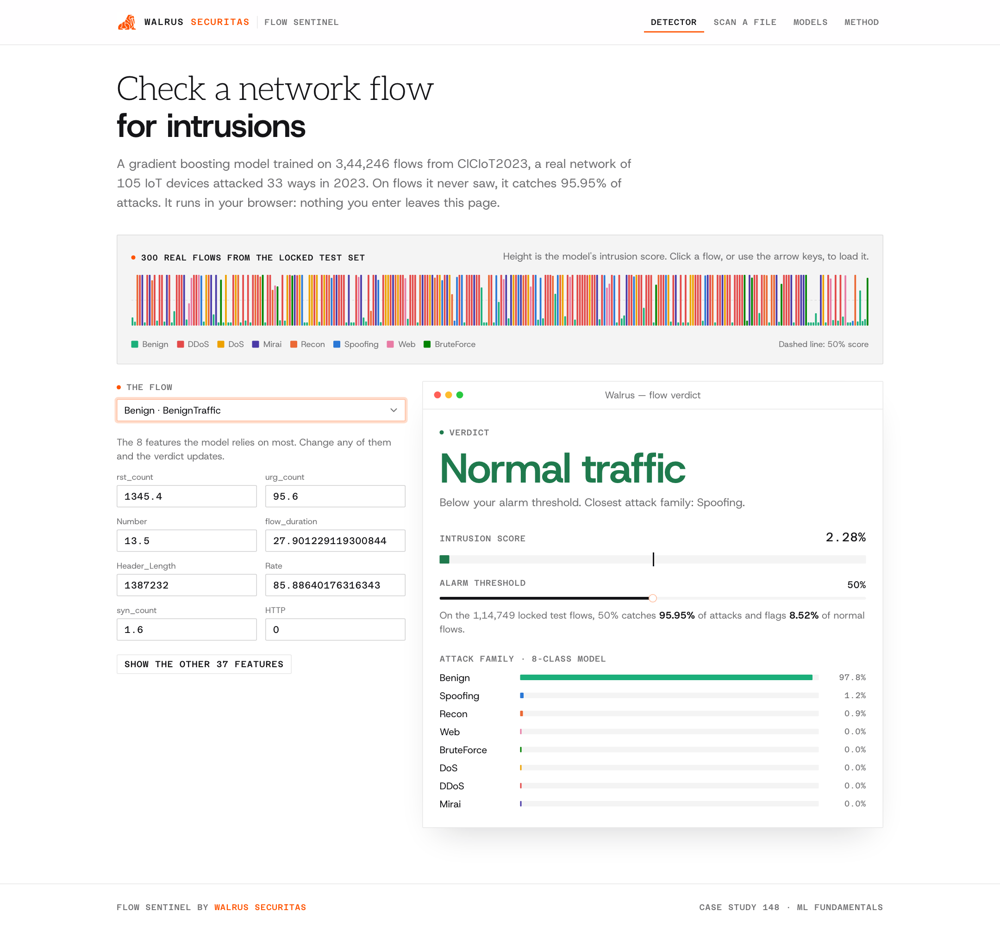 WALRUS SECURITAS FLOW SENTINEL
DETECTOR SCAN A FILE MODELS METHOD
Check a network flow
for intrusions
A gradient boosting model trained on 3,44,246 flows from CICIoT2023, a real network of
105 IoT devices attacked 33 ways in 2023. On flows it never saw, it catches 95.95% of
attacks. It runs in your browser: nothing you enter leaves this page.
300 REAL FLOWS FROM THE LOCKED TEST SET
Height is the model's intrusion score. Click a flow, or use the arrow keys, to load it.
Benign DDoS DoS Mirai Recon Spoofing Web BruteForce
Dashed line: 50% score
THE FLOW
Benign · BenignTraffic
The 8 features the model relies on most. Change any of them
and the verdict updates.
rst_count urg_count
1345.4 95.6
Number flow_duration
13.5 27.901229119300844
Header_Length Rate
1387232 85.88640176316343
syn_count HTTP
1.6 0
SHOW THE OTHER 37 FEATURES
Walrus — flow verdict
VERDICT
Normal traffic
Below your alarm threshold. Closest attack family: Spoofing.
INTRUSION SCORE 2.28%
ALARM THRESHOLD 50%
On the 1,14,749 locked test flows, 50% catches 95.95% of attacks and flags 8.52% of normal
flows.
ATTACK FAMILY · 8-CLASS MODEL
Benign 97.8%
Spoofing 1.2%
Recon 0.9%
Web 0.0%
BruteForce 0.0%
DoS 0.0%
DDoS 0.0%
Mirai 0.0%
FLOW SENTINEL BY WALRUS SECURITAS
CASE STUDY 148 · ML FUNDAMENTALS